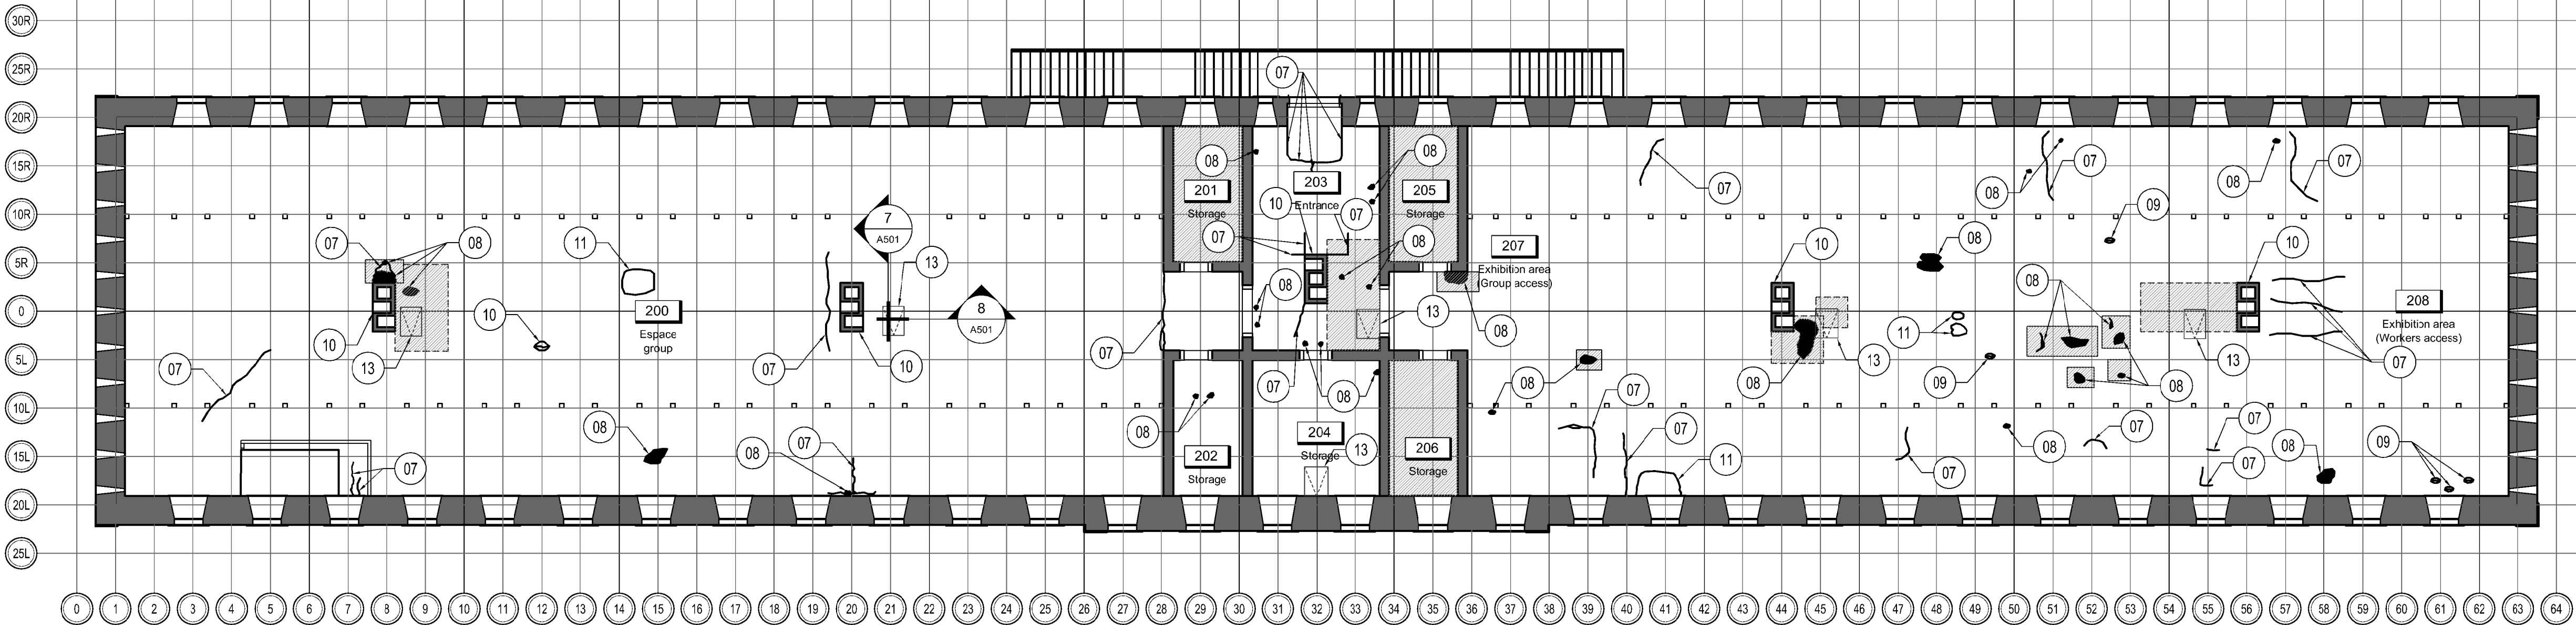 30R
25R
07
20R
15R
08
08
07
08
07
203
07
201
205
10
Entrance
09
10R
Storage
07
Storage
7
A501
07
08
11
07
08
207
08
10
10
5R
13
Exhibition area
(Group access)
08
08
0
10
200
Espace
group
8
A501
13
208
Exhibition area
(Workers access)
10
08
11
5L
13
07
07
10
07
07
08
08
08
13
09
08
13
07
10L
07
08
07
08
08
204
Storage
07
07
07
15L
07
08
07
202
Storage
13
206
Storage
11
08
07
07
08
09
20L
25L
0 1 2 3 4 5 6 7 8 9 10 11 12 13 14 15 16 17 18 19 20 21 22 23 24 25 26 27 28 29 30 31 32 33 34 35 36 37 38 39 40 41 42 43 44 45 46 47 48 49 50 51 52 53 54 55 56 57 58 59 60 61 62 63 64